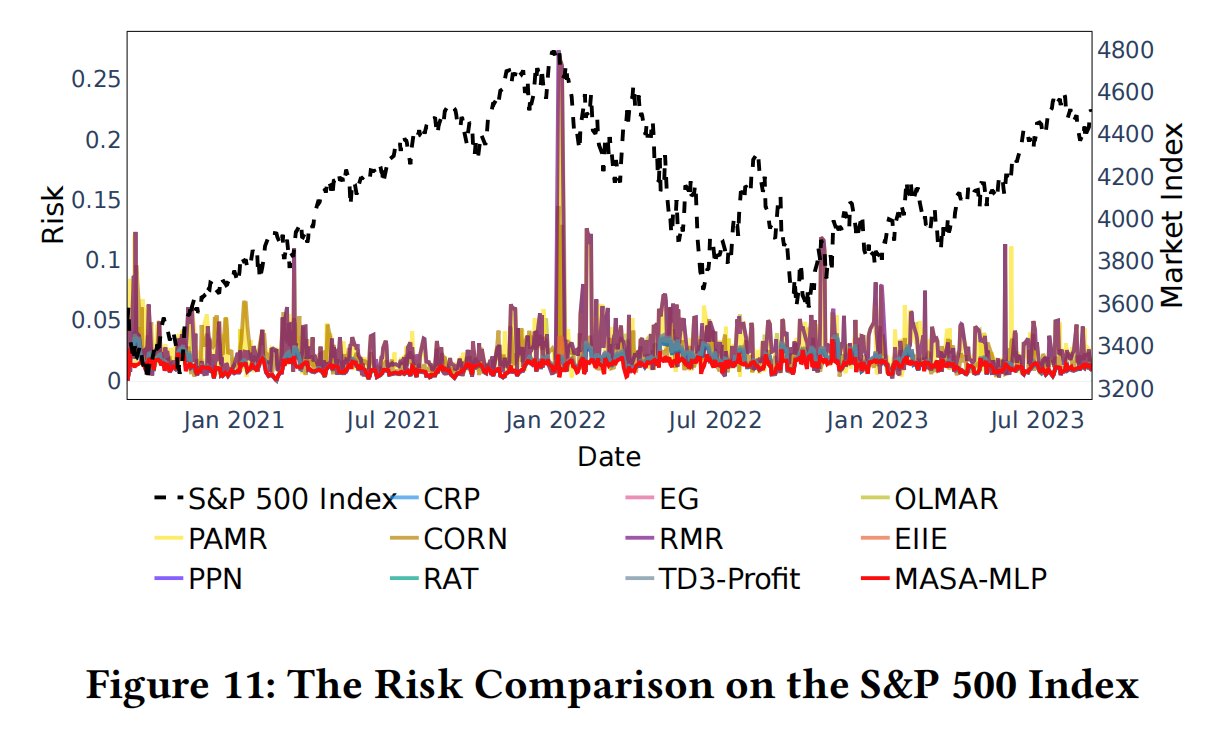 0.25
0.2
0.15
0.1
0.05
0
Risk
4800
4600
4400
4200
4000
3800
3600
3400
3200
Market Index
Jan 2021 Jul 2021 Jan 2022 Jul 2022 Jan 2023 Jul 2023
Date
S&P 500 Index CRP EG OLMAR
PAMR CORN RMR EIIE
PPN RAT TD3-Profit MASA-MLP
Figure 11: The Risk Comparison on the S&P 500 Index